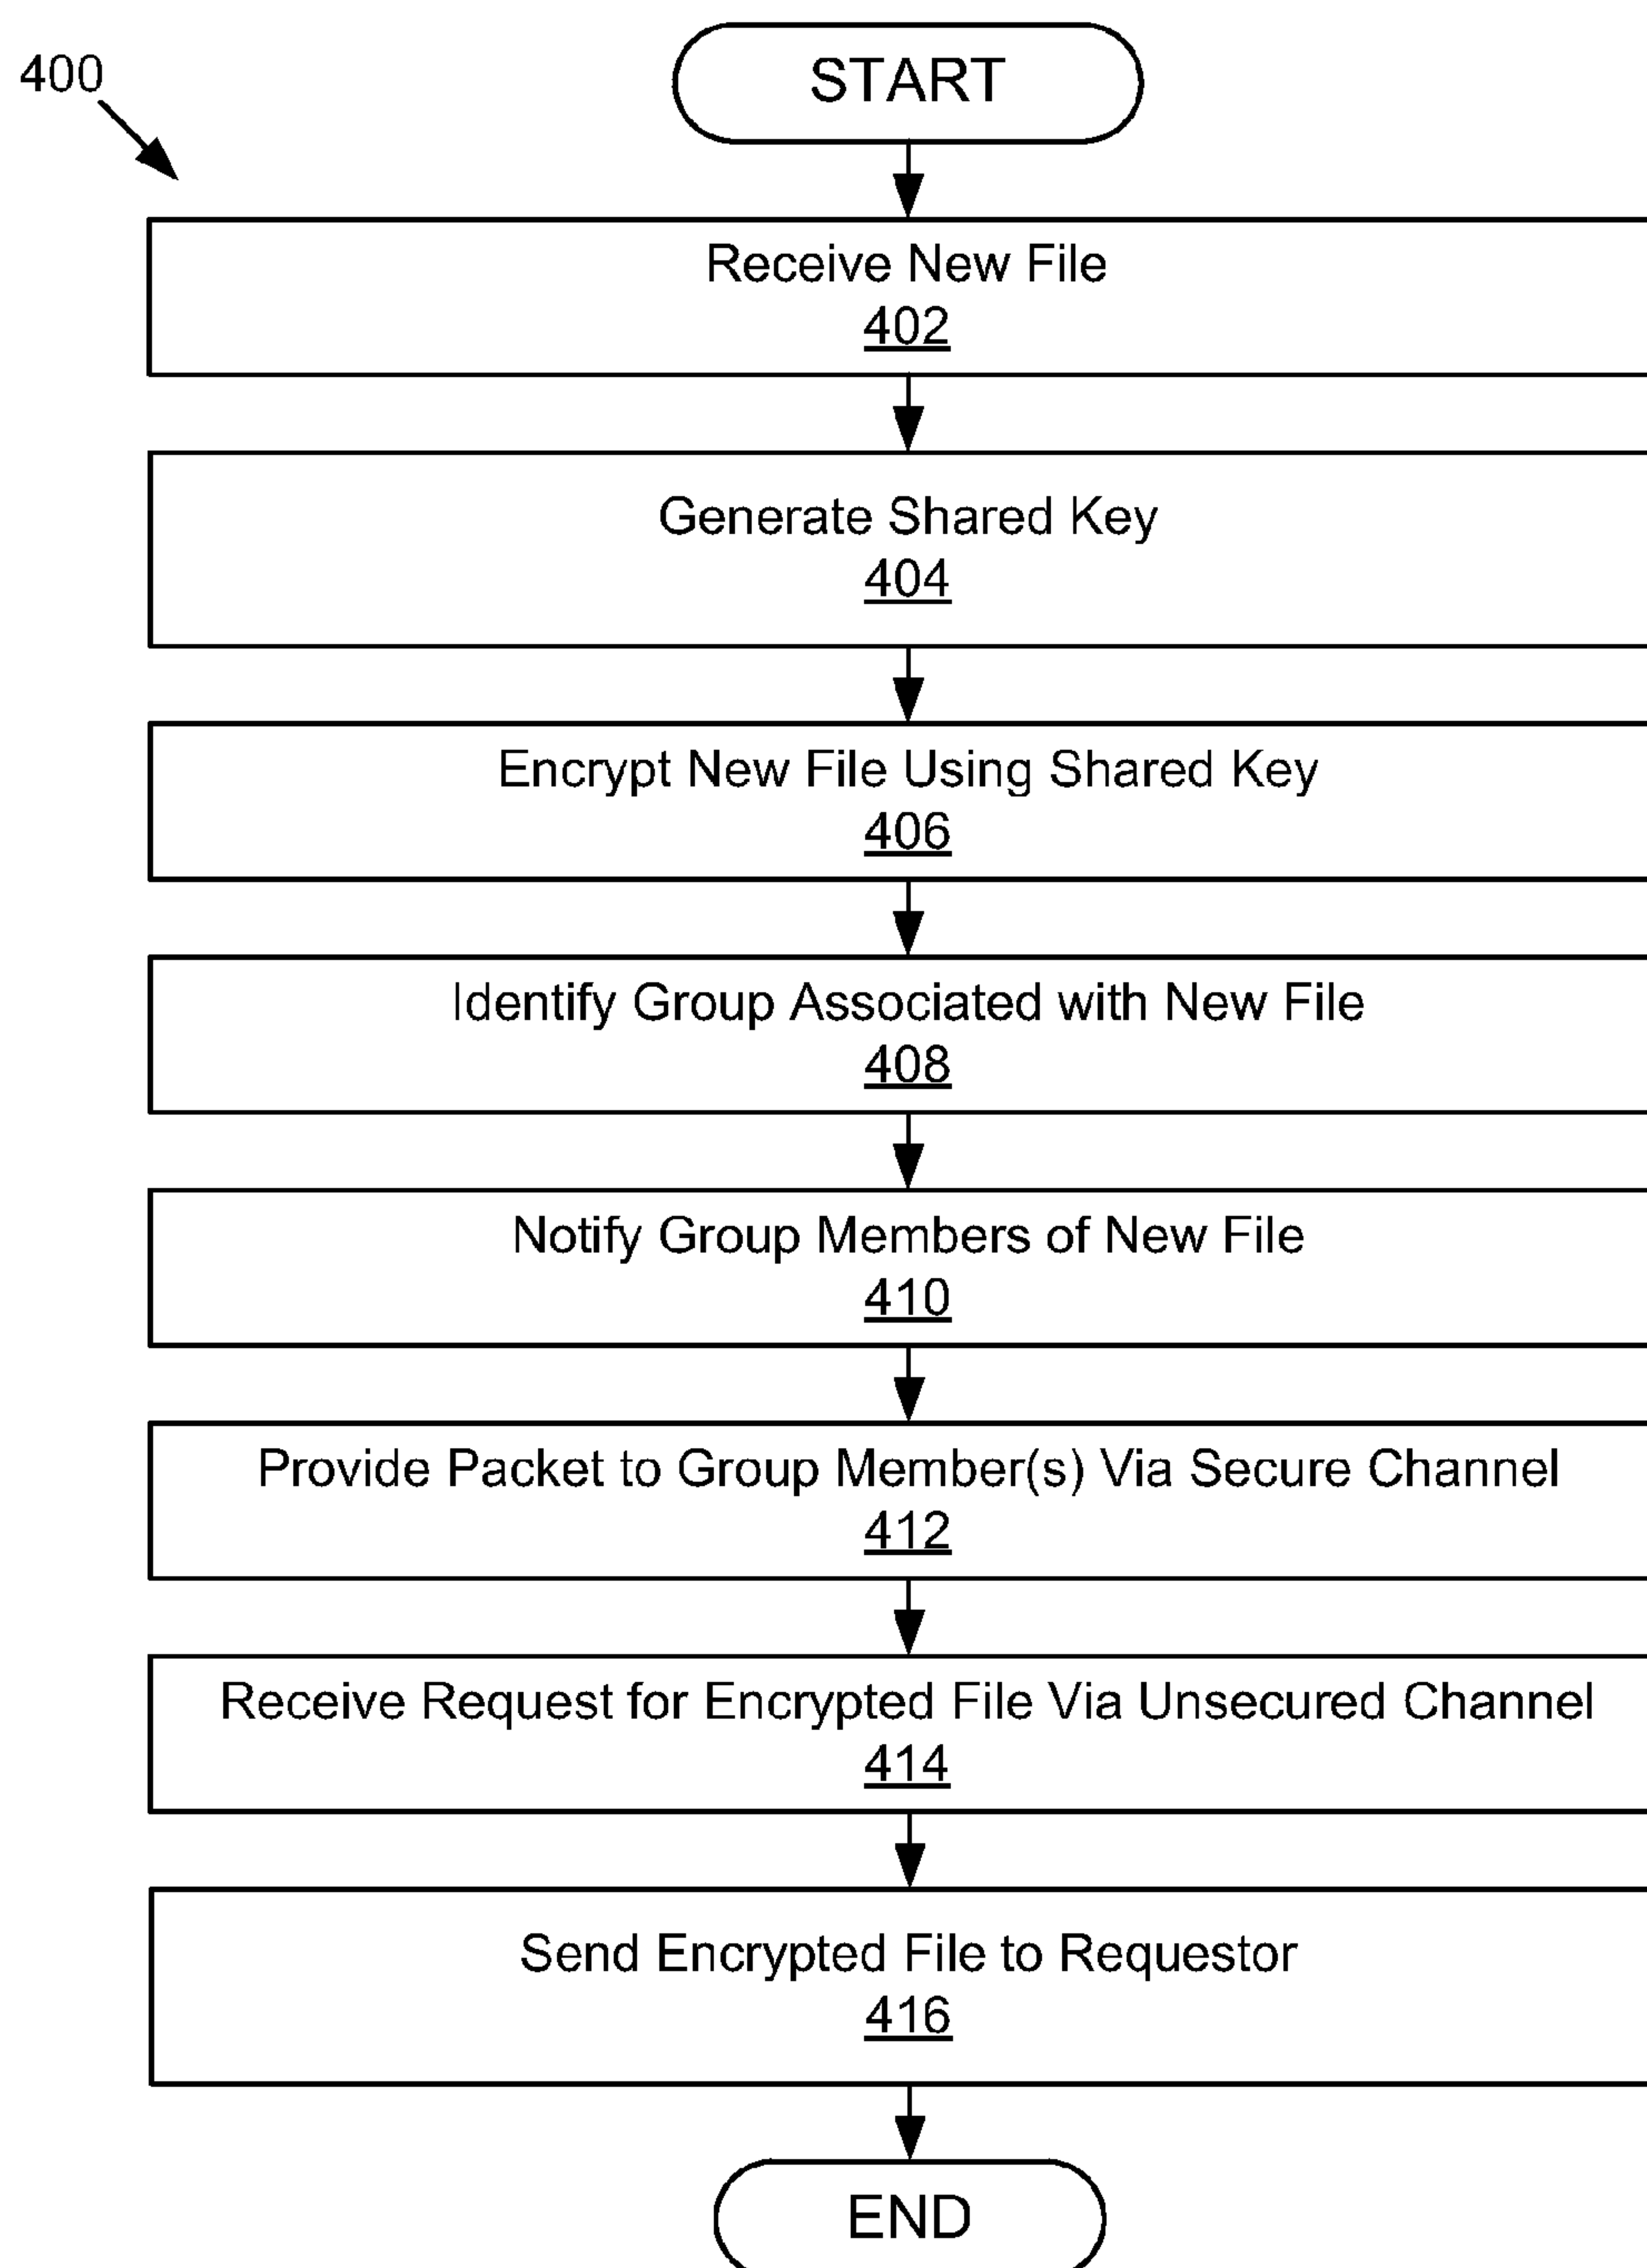 400
START
Receive New File
402
Generate Shared Key
404
Encrypt New File Using Shared Key
406
Identify Group Associated with New File
408
Notify Group Members of New File
410
Provide Packet to Group Member(s) Via Secure Channel
412
Receive Request for Encrypted File Via Unsecured Channel
414
Send Encrypted File to Requestor
416
END